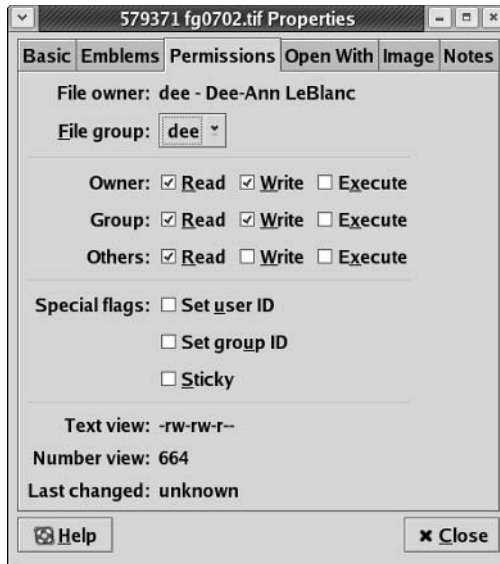 579371 fg0702.tif Properties
Basic Emblems Permissions Open With Image Notes
File owner: dee - Dee-Ann LeBlanc
File group: dee
Owner: Read Write Execute
Group: Read Write Execute
Others: Read Write Execute
Special flags: Set user ID
Set group ID
Sticky
Text view: -rw-rw-r--
Number view: 664
Last changed: unknown
Help Close